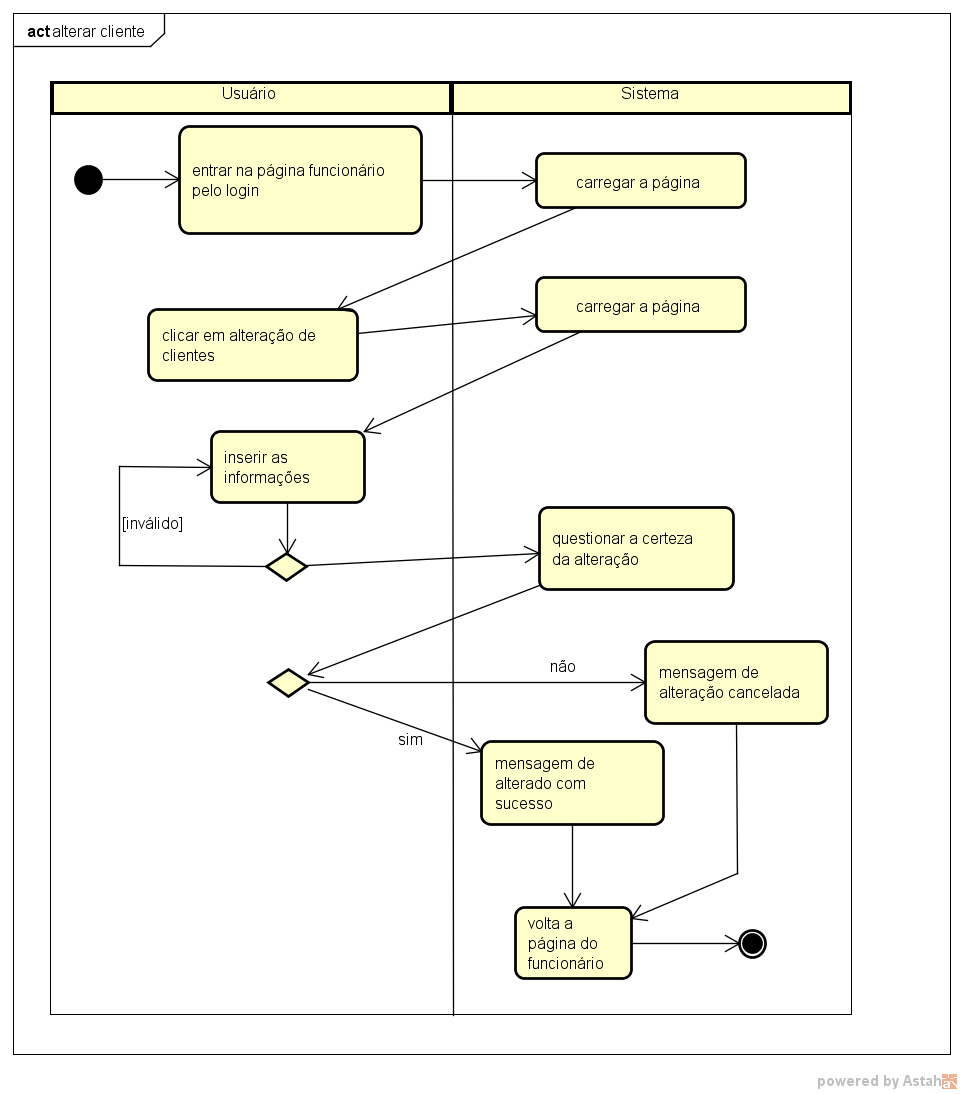 act alterar cliente
Usuário
Sistema
entrar na página funcionário
pelo login
carregar a página
carregar a página
clicar em alteração de
clientes
inserir as
informações
[inválido]
questionar a certeza
da alteração
não
mensagem de
alteração cancelada
sim
mensagem de
alterado com
sucesso
volta a
página do
funcionário
powered by Astah